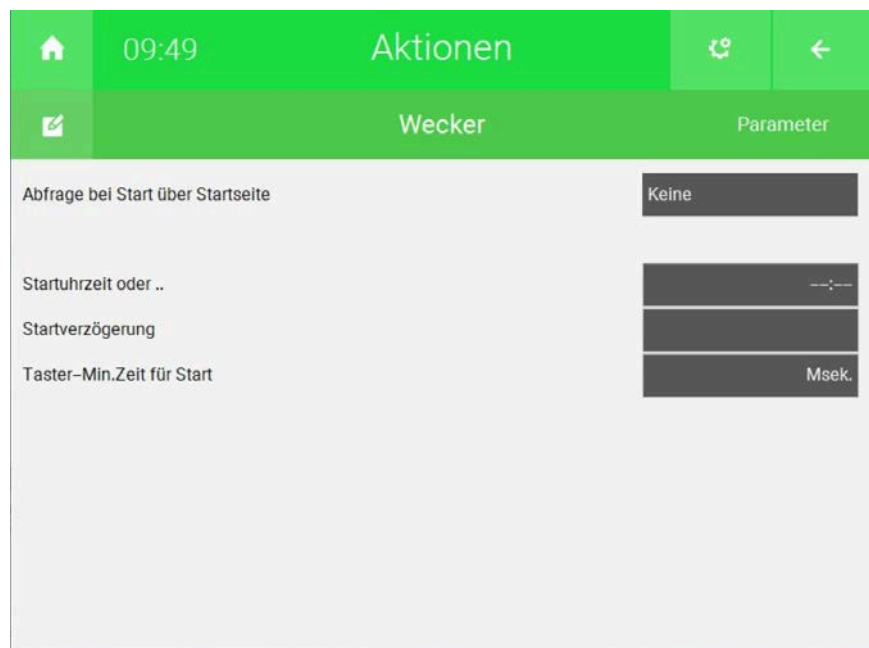 09:49 Aktionen
Wecker Parameter
Abfrage bei Start über Startseite Keine
Startuhrzeit oder .. --:--
Startverzögerung
Taster-Min.Zeit für Start Msek.